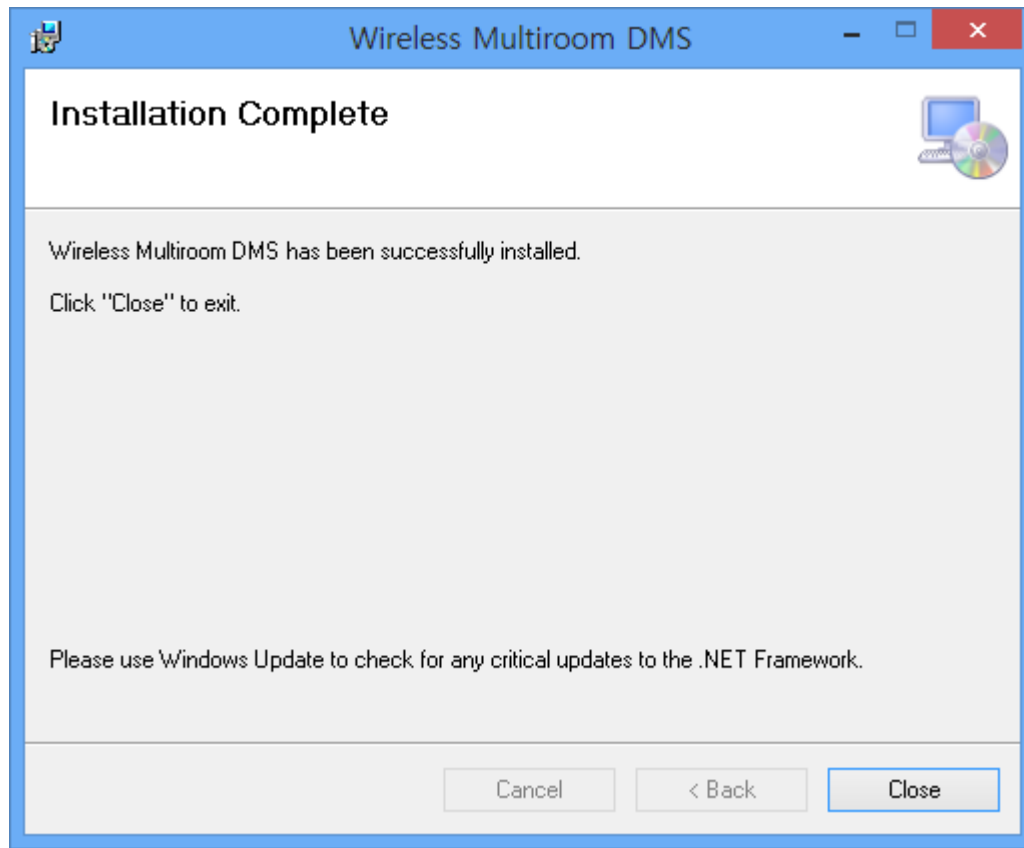 Wireless Multiroom DMS
Installation Complete
Wireless Multiroom DMS has been successfully installed.
Click "Close" to exit.
Please use Windows Update to check for any critical updates to the .NET Framework.
Cancel
< Back
Close